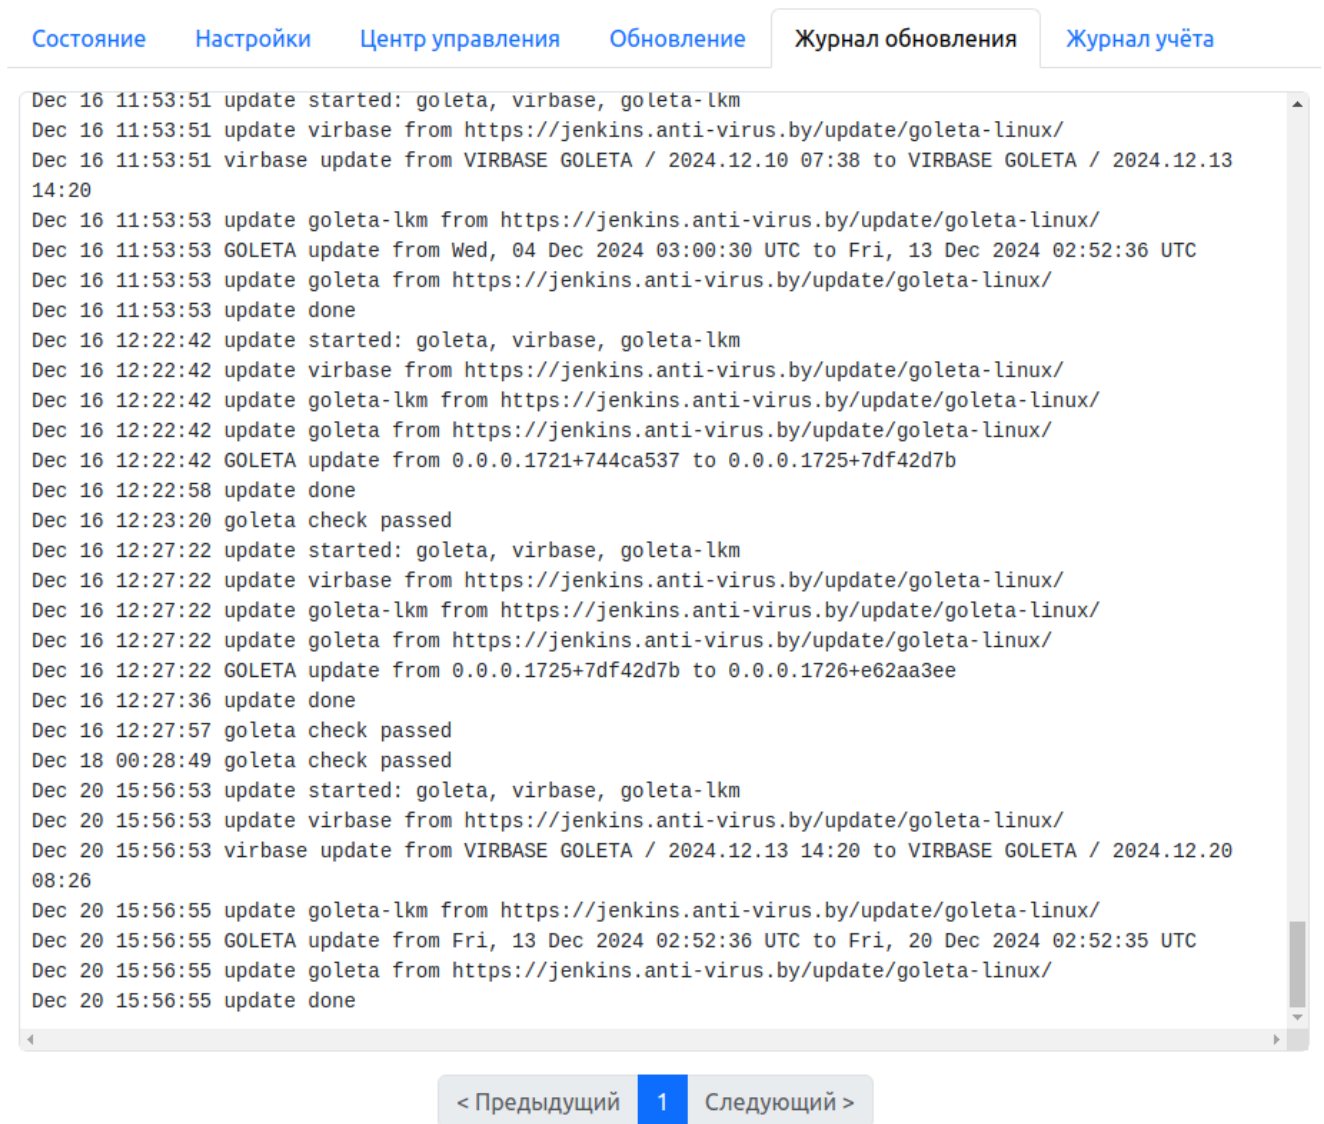 Состояние Настройки Центр управления Обновление Журнал обновления Журнал учёта
Dec 16 11:53:51 update started: goleta, virbase, goleta-lkm
Dec 16 11:53:51 update virbase from https://jenkins.anti-virus.by/update/goleta-linux/
Dec 16 11:53:51 virbase update from VIRBASE GOLETA / 2024.12.10 07:38 to VIRBASE GOLETA / 2024.12.13
14:20
Dec 16 11:53:53 update goleta-lkm from https://jenkins.anti-virus.by/update/goleta-linux/
Dec 16 11:53:53 GOLETA update from Wed, 04 Dec 2024 03:00:30 UTC to Fri, 13 Dec 2024 02:52:36 UTC
Dec 16 11:53:53 update goleta from https://jenkins.anti-virus.by/update/goleta-linux/
Dec 16 11:53:53 update done
Dec 16 12:22:42 update started: goleta, virbase, goleta-lkm
Dec 16 12:22:42 update virbase from https://jenkins.anti-virus.by/update/goleta-linux/
Dec 16 12:22:42 update goleta-lkm from https://jenkins.anti-virus.by/update/goleta-linux/
Dec 16 12:22:42 update goleta from https://jenkins.anti-virus.by/update/goleta-linux/
Dec 16 12:22:42 GOLETA update from 0.0.0.1721+744ca537 to 0.0.0.1725+7df42d7b
Dec 16 12:22:58 update done
Dec 16 12:23:20 goleta check passed
Dec 16 12:27:22 update started: goleta, virbase, goleta-lkm
Dec 16 12:27:22 update virbase from https://jenkins.anti-virus.by/update/goleta-linux/
Dec 16 12:27:22 update goleta-lkm from https://jenkins.anti-virus.by/update/goleta-linux/
Dec 16 12:27:22 update goleta from https://jenkins.anti-virus.by/update/goleta-linux/
Dec 16 12:27:22 GOLETA update from 0.0.0.1725+7df42d7b to 0.0.0.1726+e62aa3ee
Dec 16 12:27:36 update done
Dec 16 12:27:57 goleta check passed
Dec 18 00:28:49 goleta check passed
Dec 20 15:56:53 update started: goleta, virbase, goleta-lkm
Dec 20 15:56:53 update virbase from https://jenkins.anti-virus.by/update/goleta-linux/
Dec 20 15:56:53 virbase update from VIRBASE GOLETA / 2024.12.13 14:20 to VIRBASE GOLETA / 2024.12.20
08:26
Dec 20 15:56:55 update goleta-lkm from https://jenkins.anti-virus.by/update/goleta-linux/
Dec 20 15:56:55 GOLETA update from Fri, 13 Dec 2024 02:52:36 UTC to Fri, 20 Dec 2024 02:52:35 UTC
Dec 20 15:56:55 update goleta from https://jenkins.anti-virus.by/update/goleta-linux/
Dec 20 15:56:55 update done
< Предыдущий 1 Следующий >